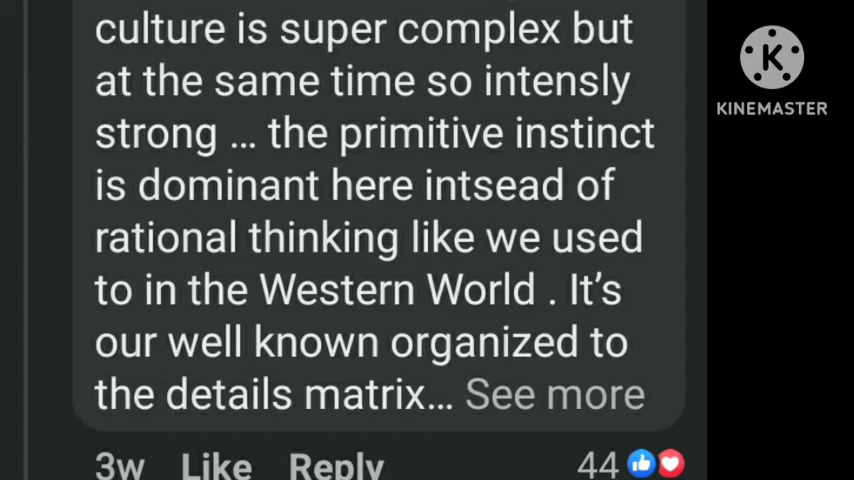 culture is super complex but
at the same time so intensly
strong ... the primitive instinct
is dominant here intsead of
rational thinking like we used
to in the Western World . It’s
our well known organized to
the details matrix... See more
3w Like Reply 44
K
KINEMASTER